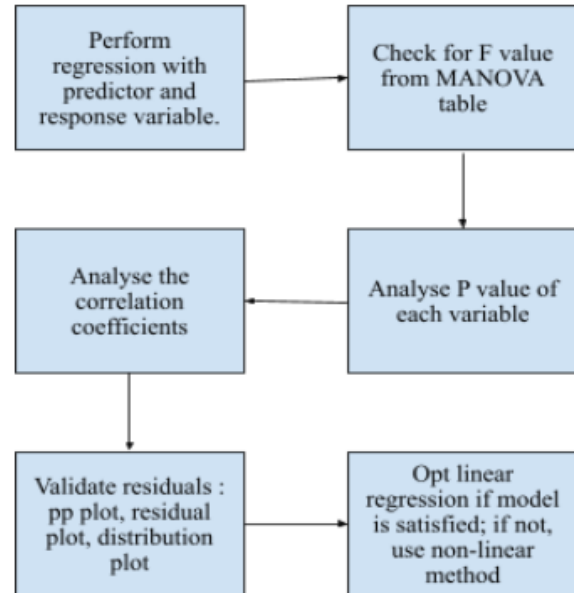 Perform
regression with
predictor and
response variable.
Check for F value
from MANOVA
table
Analyse P value of
each variable
Analyse the
correlation
coefficients
Validate residuals :
pp plot, residual
plot, distribution
plot
Opt linear
regression if model
is satisfied; if not,
use non-linear
method